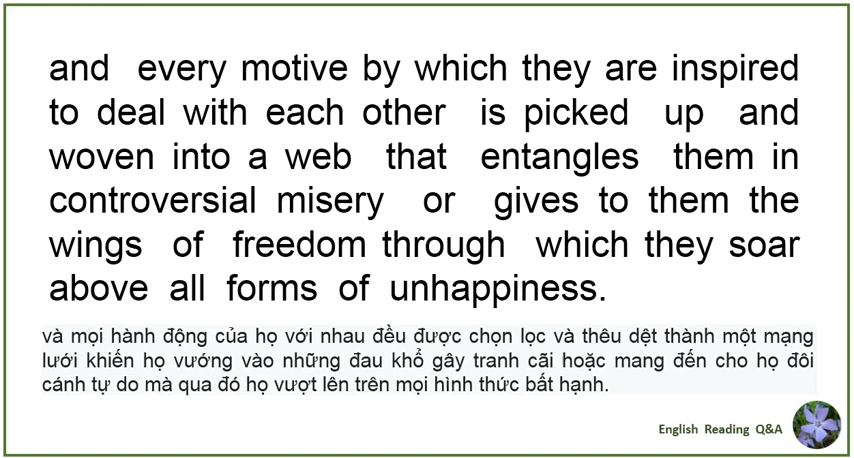 and every motive by which they are inspired
to deal with each other is picked up and
woven into a web that entangles them in
controversial misery or gives to them the
wings of freedom through which they soar
above all forms of unhappiness.
và mọi hành động của họ với nhau đều được chọn lọc và thêu dệt thành một mạng
lưới khiến họ vướng vào những đau khổ gây tranh cãi hoặc mang đến cho họ đôi
cánh tự do mà qua đó họ vượt lên trên mọi hình thức bất hạnh.
English Reading Q&A